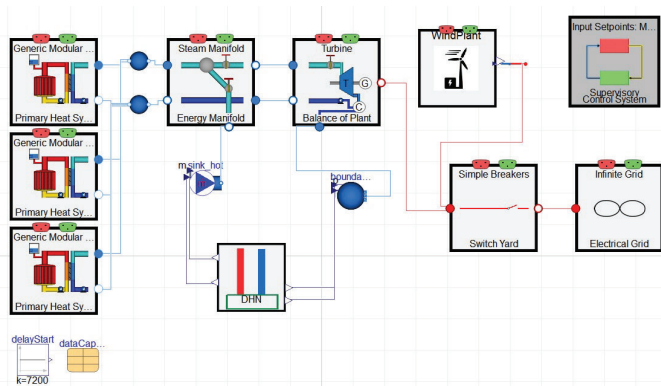 Generic Modular ...
Primary Heat Sy...
Generic Modular ...
Primary Heat Sy...
Generic Modular ...
Primary Heat Sy...
Steam Manifold
Energy Manifold
Turbine
T
G
C
Balance of Plant
WindPlant
Input Setpoints: M...
Supervisory
Control System
m.sink_hot
bounda...
Simple Breakers
Switch Yard
Infinite Grid
Electrical Grid
DHN
delayStart
k=7200
dataCap...